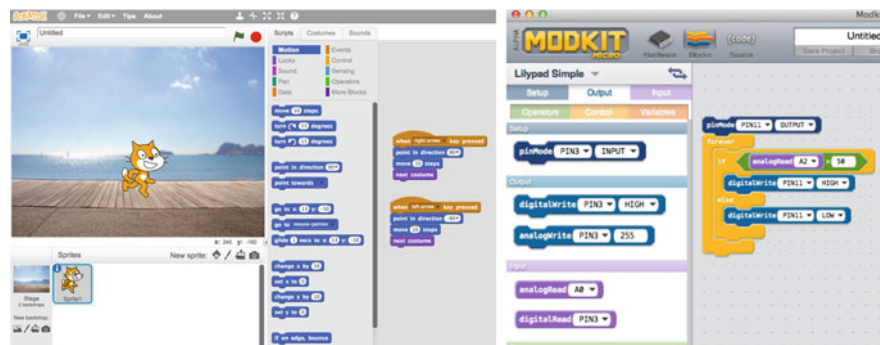 SCRATCH File Edit Tips About
Untitled
Scripts Costumes Sounds
Motion Events
Looks Control
Sound Sensing
Pen Operators
Data More Blocks
move 10 steps
turn 15 degrees
turn 15 degrees
point in direction 90
point towards
go to x: y:
go to mouse-pointer
glide 1 secs to x: y:
change x by 10
set x to 0
change y by 10
set y to 0
if on edge, bounce
when right arrow key pressed
point in direction 90
move 10 steps
next costume
when left arrow key pressed
point in direction -90
move 10 steps
next costume
X: 240 y: -180
Sprites New sprite:
Stage
2 backdrops
New backdrop:
Sprite1
ALPHA MODKIT MICRO
Hardware Blocks {code} Source
Untitled
Save Project
Lilypad Simple
Setup Output Input
Operators Control Variables
Setup
pinMode PIN3 INPUT
Output
digitalWrite PIN3 HIGH
analogWrite PIN3 255
Input
analogRead A0
digitalRead PIN3
pinMode PIN11 OUTPUT
forever
if analogRead A2 > 50
digitalWrite PIN11 HIGH
else
digitalWrite PIN11 LOW